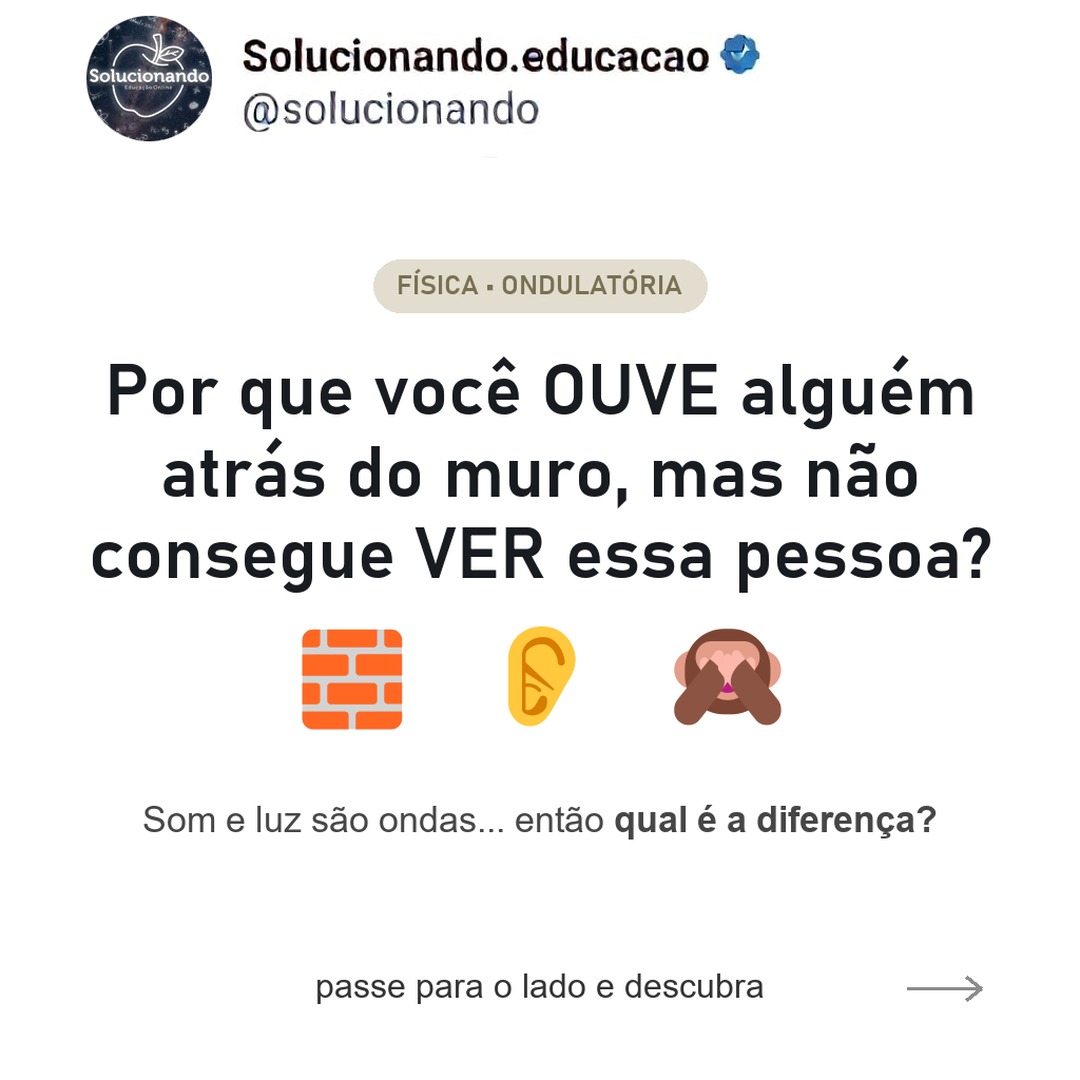 Solucionando
Educação Online
Solucionando.educacao
@solucionando
FÍSICA • ONDULATÓRIA
Por que você OUVE alguém
atrás do muro, mas não
consegue VER essa pessoa?
Som e luz são ondas... então qual é a diferença?
passe para o lado e descubra